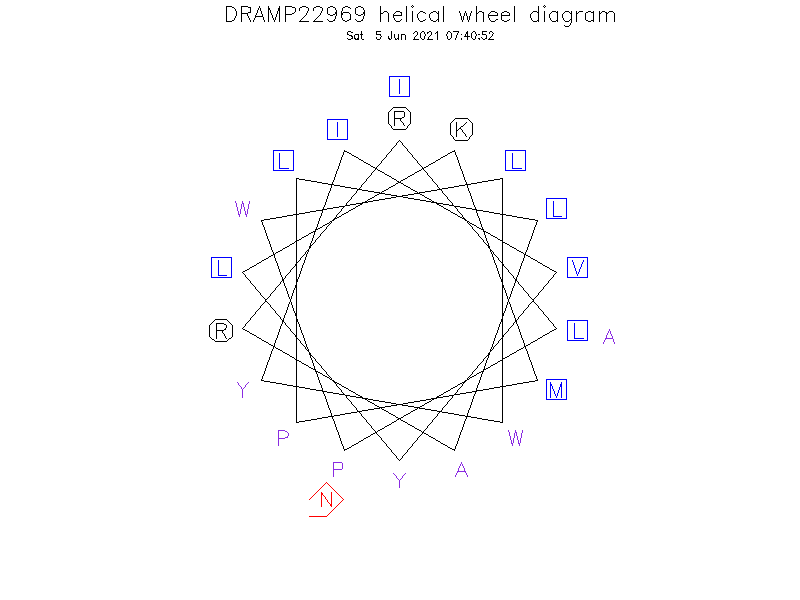 DRAMP22969 helical wheel diagram
Sat 5 Jun 2021 07:40:52
I
I R K
L L
W L
L V
R L A
Y M
P W
P Y A
N